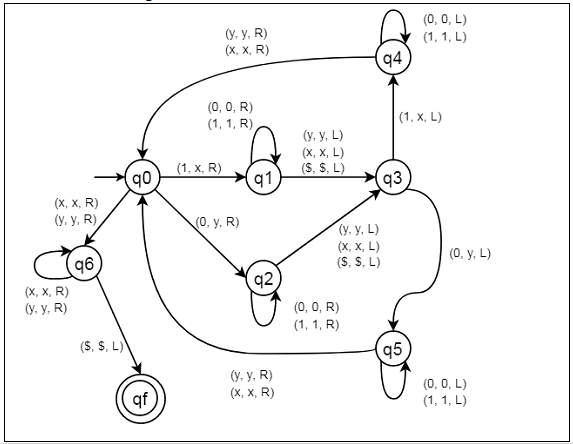 (y, y, R)
(x, x, R)
(0, 0, L)
(1, 1, L)
q4
(0, 0, R)
(1, 1, R)
(1, x, L)
(y, y, L)
(x, x, L)
($, $, L)
q0
(1, x, R)
q1
q3
(x, x, R)
(y, y, R)
(0, y, R)
(y, y, L)
(x, x, L)
($, $, L)
(0, y, L)
q6
q2
(x, x, R)
(y, y, R)
(0, 0, R)
(1, 1, R)
($, $, L)
q5
(y, y, R)
(x, x, R)
(0, 0, L)
(1, 1, L)
qf